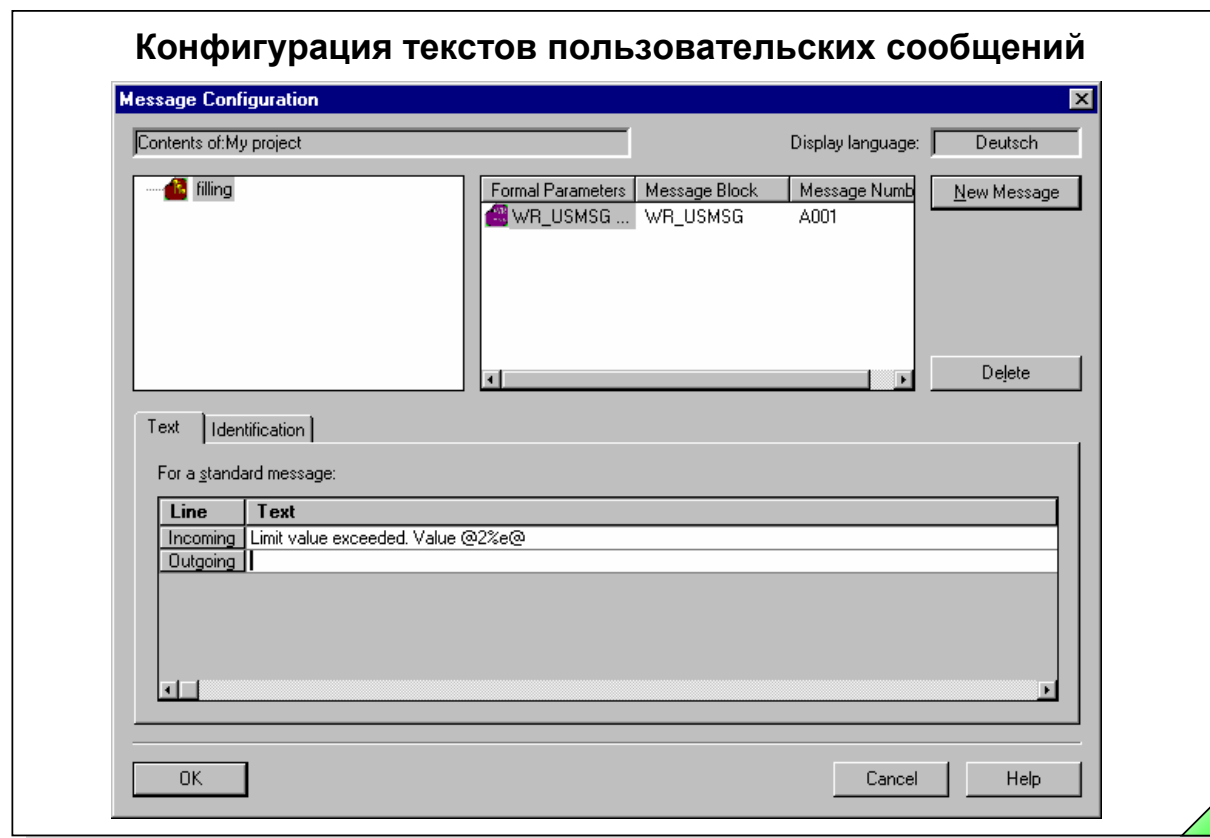 Конфигурация текстов пользовательских сообщений
Message Configuration
Contents of:My project
Display language:
Deutsch
filling
Formal Parameters Message Block Message Numb
WR_USMSG ... WR_USMSG A001
New Message
Delete
Text Identification
For a standard message:
Line Text
Incoming Limit value exceeded. Value @2%e@
Outgoing
OK Cancel Help